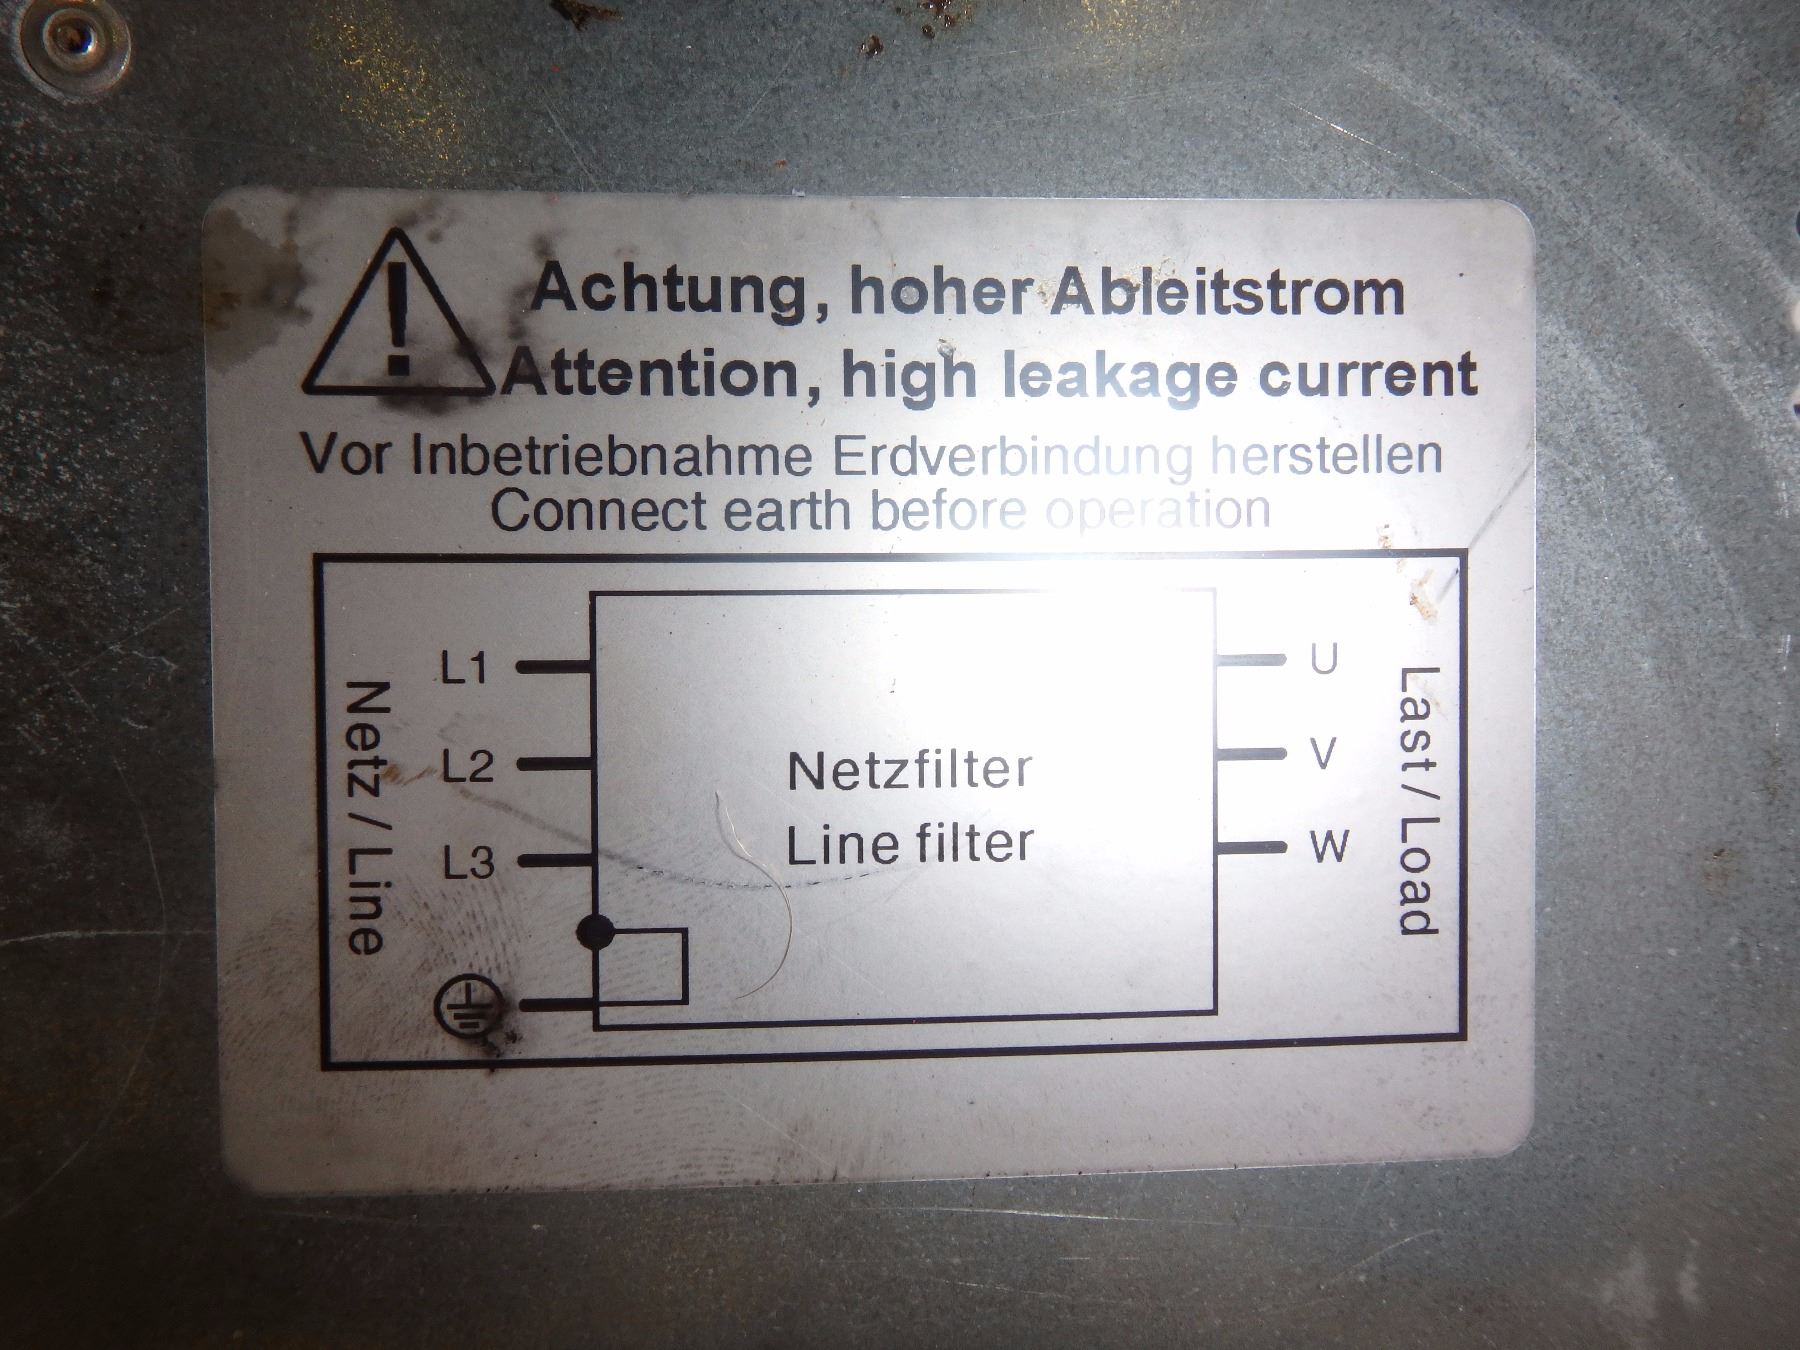 Achtung, hoher Ableitstrom
Attention, high leakage current
Vor Inbetriebnahme Erdverbindung herstellen
Connect earth before operation
Netz / Line
L1
L2
L3
Netzfilter
Line filter
U
V
W
Last / Load